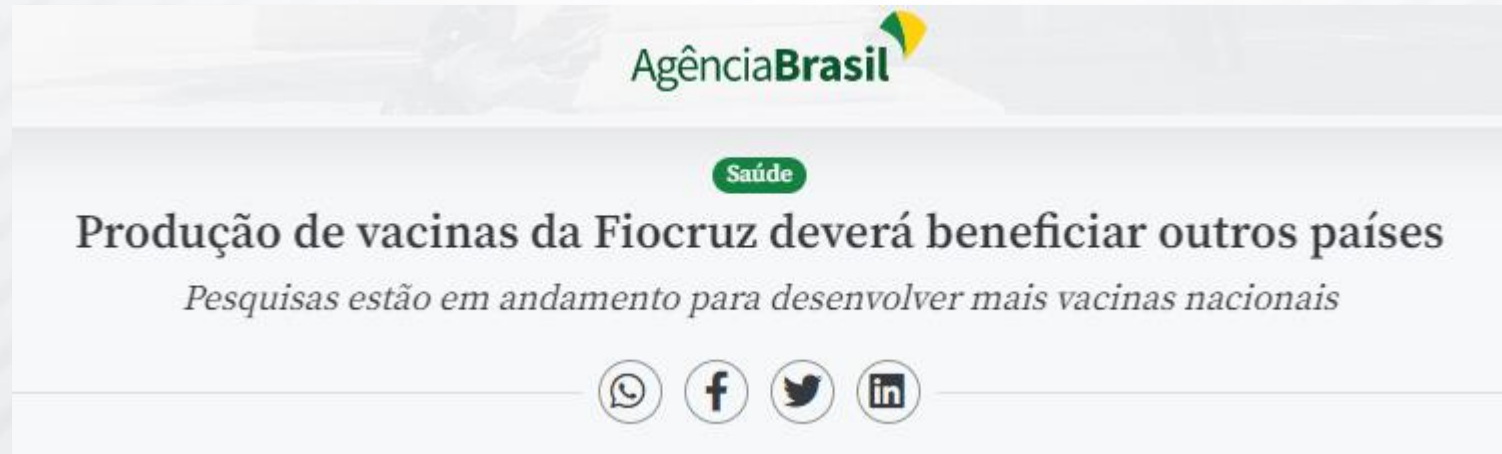 AgênciaBrasil
Saúde
Produção de vacinas da Fiocruz deverá beneficiar outros países
Pesquisas estão em andamento para desenvolver mais vacinas nacionais